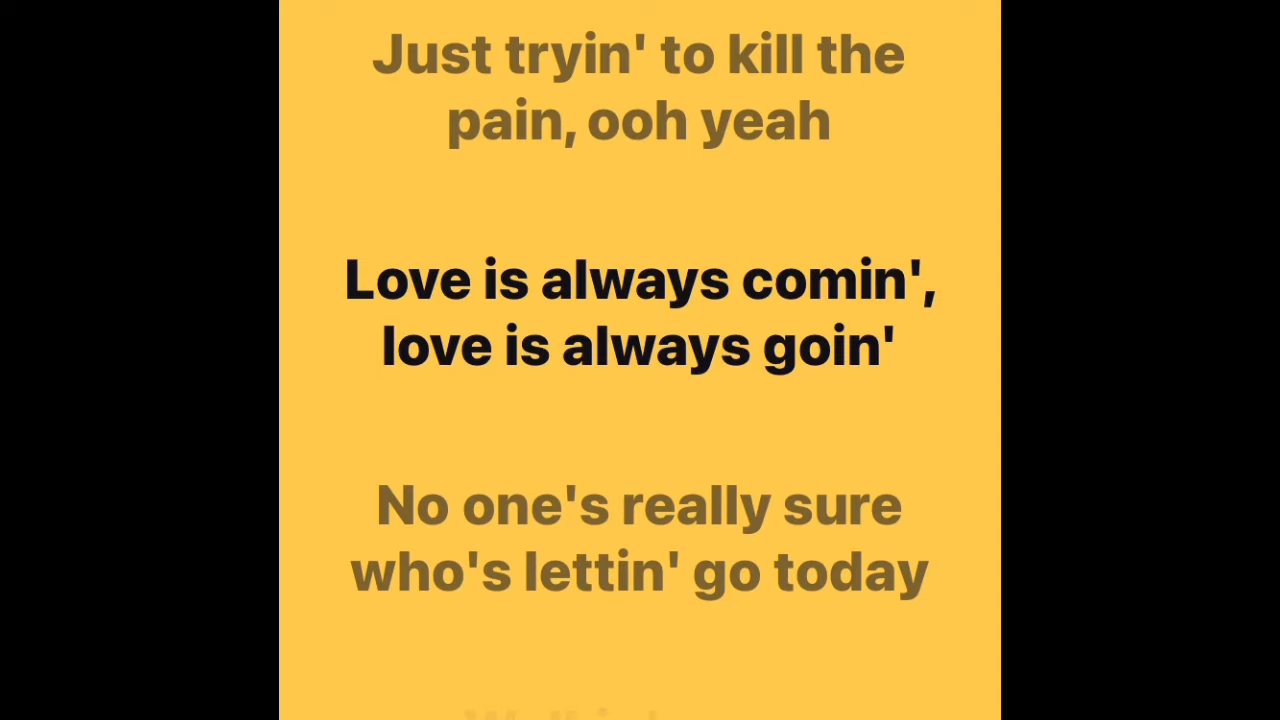 Just tryin' to kill the
pain, ooh yeah
Love is always comin',
love is always goin'
No one's really sure
who's lettin' go today